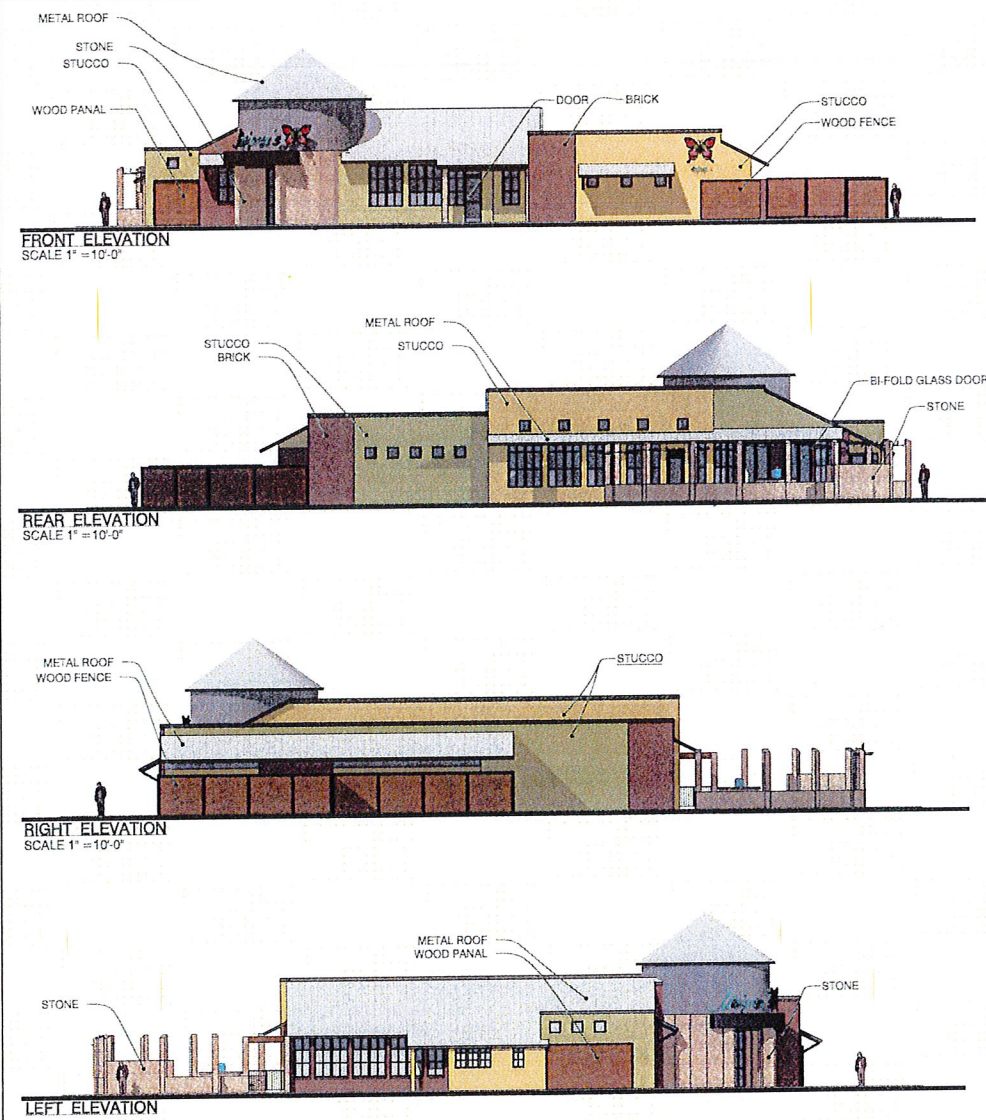 METAL ROOF
STONE
STUCCO
WOOD PANAL
DOOR
BRICK
STUCCO
WOOD FENCE
FRONT ELEVATION
SCALE 1" = 10'-0"
METAL ROOF
STUCCO
STUCCO
BRICK
BI-FOLD GLASS DOOR
STONE
REAR ELEVATION
SCALE 1" = 10'-0"
METAL ROOF
WOOD FENCE
STUCCO
RIGHT ELEVATION
SCALE 1" = 10'-0"
METAL ROOF
WOOD PANAL
STONE
STONE
LEFT ELEVATION